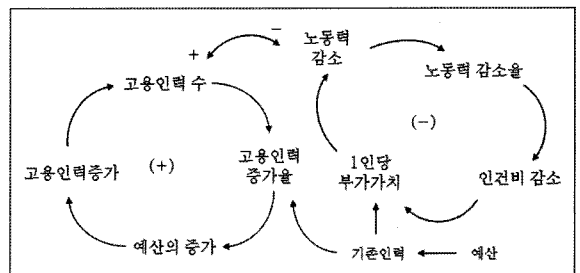 +
−
노동력
감소
고용인력 수
노동력 감소율
(−)
고용인력증가
(+)
고용인력
증가율
1인당
부가가치
인건비 감소
예산의 증가
기존인력
예산